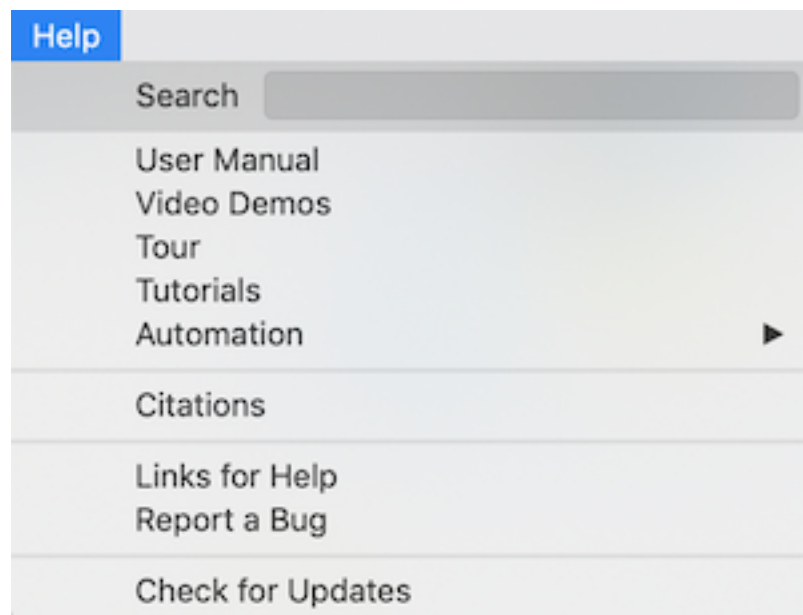 Help
Search
User Manual
Video Demos
Tour
Tutorials
Automation
Citations
Links for Help
Report a Bug
Check for Updates